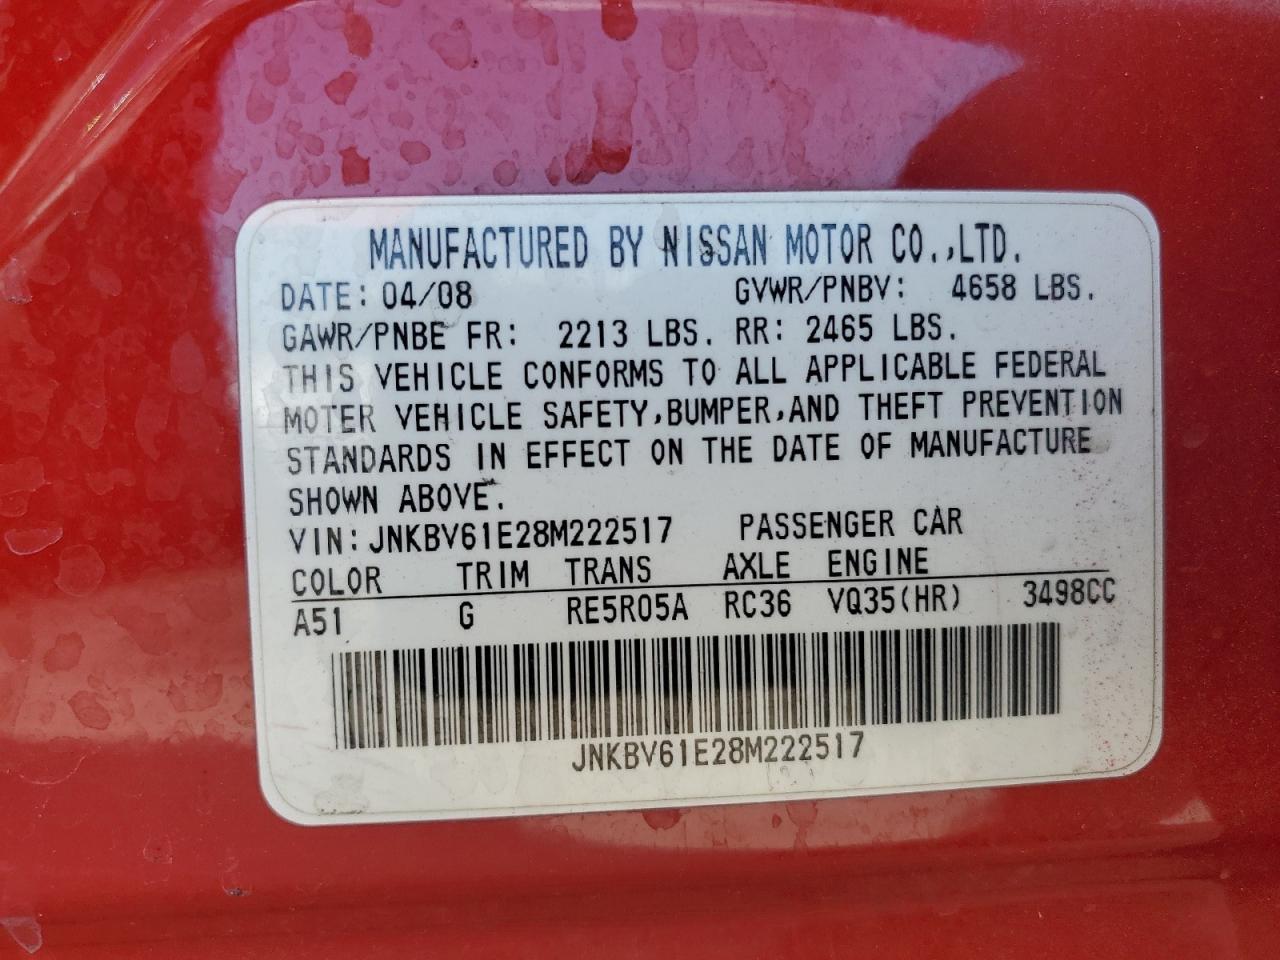 MANUFACTURED BY NISSAN MOTOR CO.,LTD.
DATE: 04/08 GVWR/PNBV: 4658 LBS.
GAWR/PNBE FR: 2213 LBS. RR: 2465 LBS.
THIS VEHICLE CONFORMS TO ALL APPLICABLE FEDERAL
MOTER VEHICLE SAFETY,BUMPER,AND THEFT PREVENTION
STANDARDS IN EFFECT ON THE DATE OF MANUFACTURE
SHOWN ABOVE.
VIN: JNKBV61E28M222517 PASSENGER CAR
COLOR TRIM TRANS AXLE ENGINE
A51 G RE5R05A RC36 VQ35(HR) 3498CC
JNKBV61E28M222517